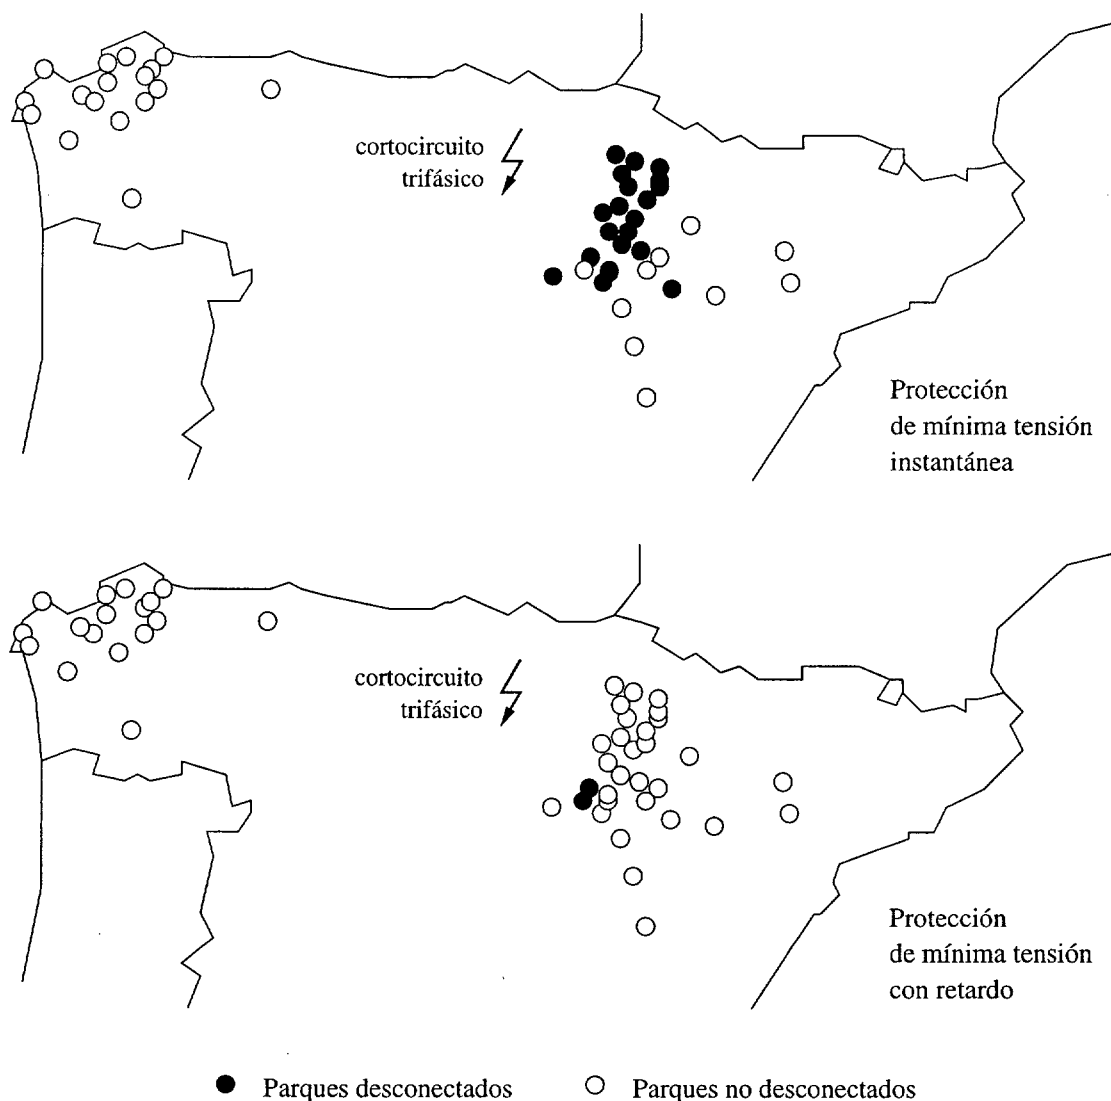 cortocircuito
trifásico
Protección
de mínima tensión
instantánea
cortocircuito
trifásico
Protección
de mínima tensión
con retardo
Parques desconectados
Parques no desconectados